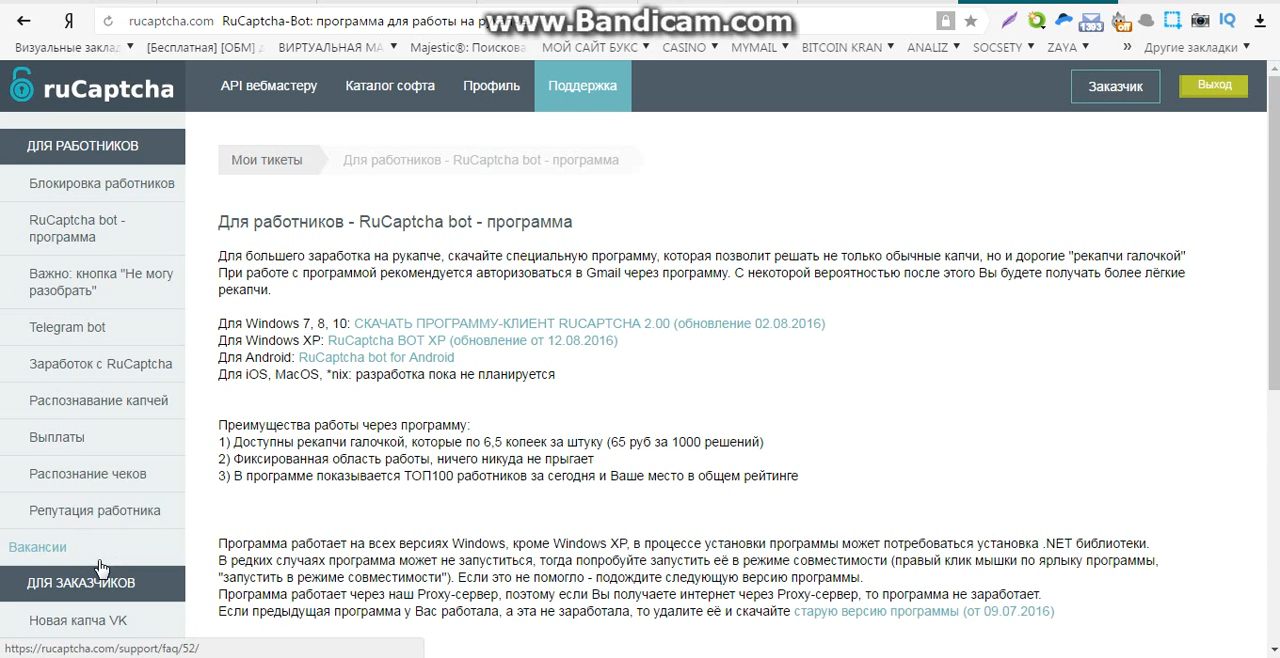 Я
rucaptcha.com RuCaptcha-Bot: программа для работы на р
www.Bandicam.com
1393
off
IQ
Визуальные заклад
[Бесплатная] [ОБМ]
ВИРТУАЛЬНАЯ МА
Majestic®: Поискова
МОЙ САЙТ БУКС
CASINO
MYMAIL
BITCOIN KRAN
ANALIZ
SOCSETY
ZAYA
»
Другие закладки
ruCaptcha
API вебмастеру
Каталог софта
Профиль
Поддержка
Заказчик
Выход
ДЛЯ РАБОТНИКОВ
Блокировка работников
RuCaptcha bot -
программа
Важно: кнопка "Не могу
разобрать"
Telegram bot
Заработок с RuCaptcha
Распознавание капчей
Выплаты
Распознание чеков
Репутация работника
Вакансии
ДЛЯ ЗАКАЗЧИКОВ
Новая капча VK
Мои тикеты
Для работников - RuCaptcha bot - программа
Для работников - RuCaptcha bot - программа
Для большего заработка на рукапче, скачайте специальную программу, которая позволит решать не только обычные капчи, но и дорогие "рекапчи галочкой"
При работе с программой рекомендуется авторизоваться в Gmail через программу. С некоторой вероятностью после этого Вы будете получать более лёгкие
рекапчи.
Для Windows 7, 8, 10: СКАЧАТЬ ПРОГРАММУ-КЛИЕНТ RUCAPTCHA 2.00 (обновление 02.08.2016)
Для Windows XP: RuCaptcha BOT XP (обновление от 12.08.2016)
Для Android: RuCaptcha bot for Android
Для iOS, MacOS, *nix: разработка пока не планируется
Преимущества работы через программу:
1) Доступны рекапчи галочкой, которые по 6,5 копеек за штуку (65 руб за 1000 решений)
2) Фиксированная область работы, ничего никуда не прыгает
3) В программе показывается ТОП100 работников за сегодня и Ваше место в общем рейтинге
Программа работает на всех версиях Windows, кроме Windows XP, в процессе установки программы может потребоваться установка .NET библиотеки.
В редких случаях программа может не запуститься, тогда попробуйте запустить её в режиме совместимости (правый клик мышки по ярлыку программы,
"запустить в режиме совместимости"). Если это не помогло - подождите следующую версию программы.
Программа работает через наш Proxy-сервер, поэтому если Вы получаете интернет через Proxy-сервер, то программа не заработает.
Если предыдущая программа у Вас работала, а эта не заработала, то удалите её и скачайте старую версию программы (от 09.07.2016)
https://rucaptcha.com/support/faq/52/